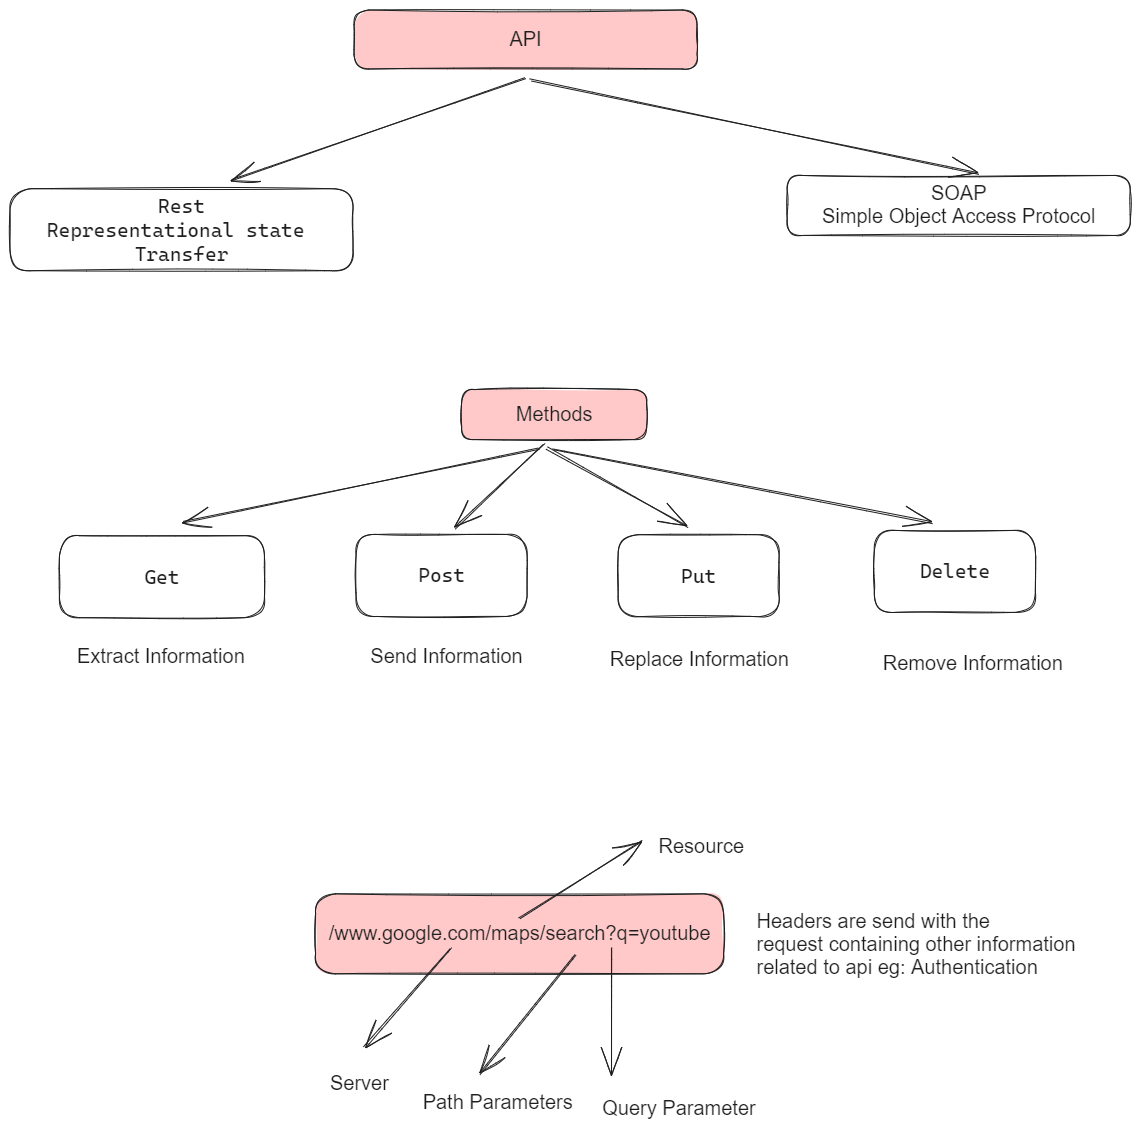 API
Rest
Representational state
Transfer
SOAP
Simple Object Access Protocol
Methods
Get
Post
Put
Delete
Extract Information
Send Information
Replace Information
Remove Information
Resource
/www.google.com/maps/search?q=youtube
Headers are send with the
request containing other information
related to api eg: Authentication
Server
Path Parameters
Query Parameter